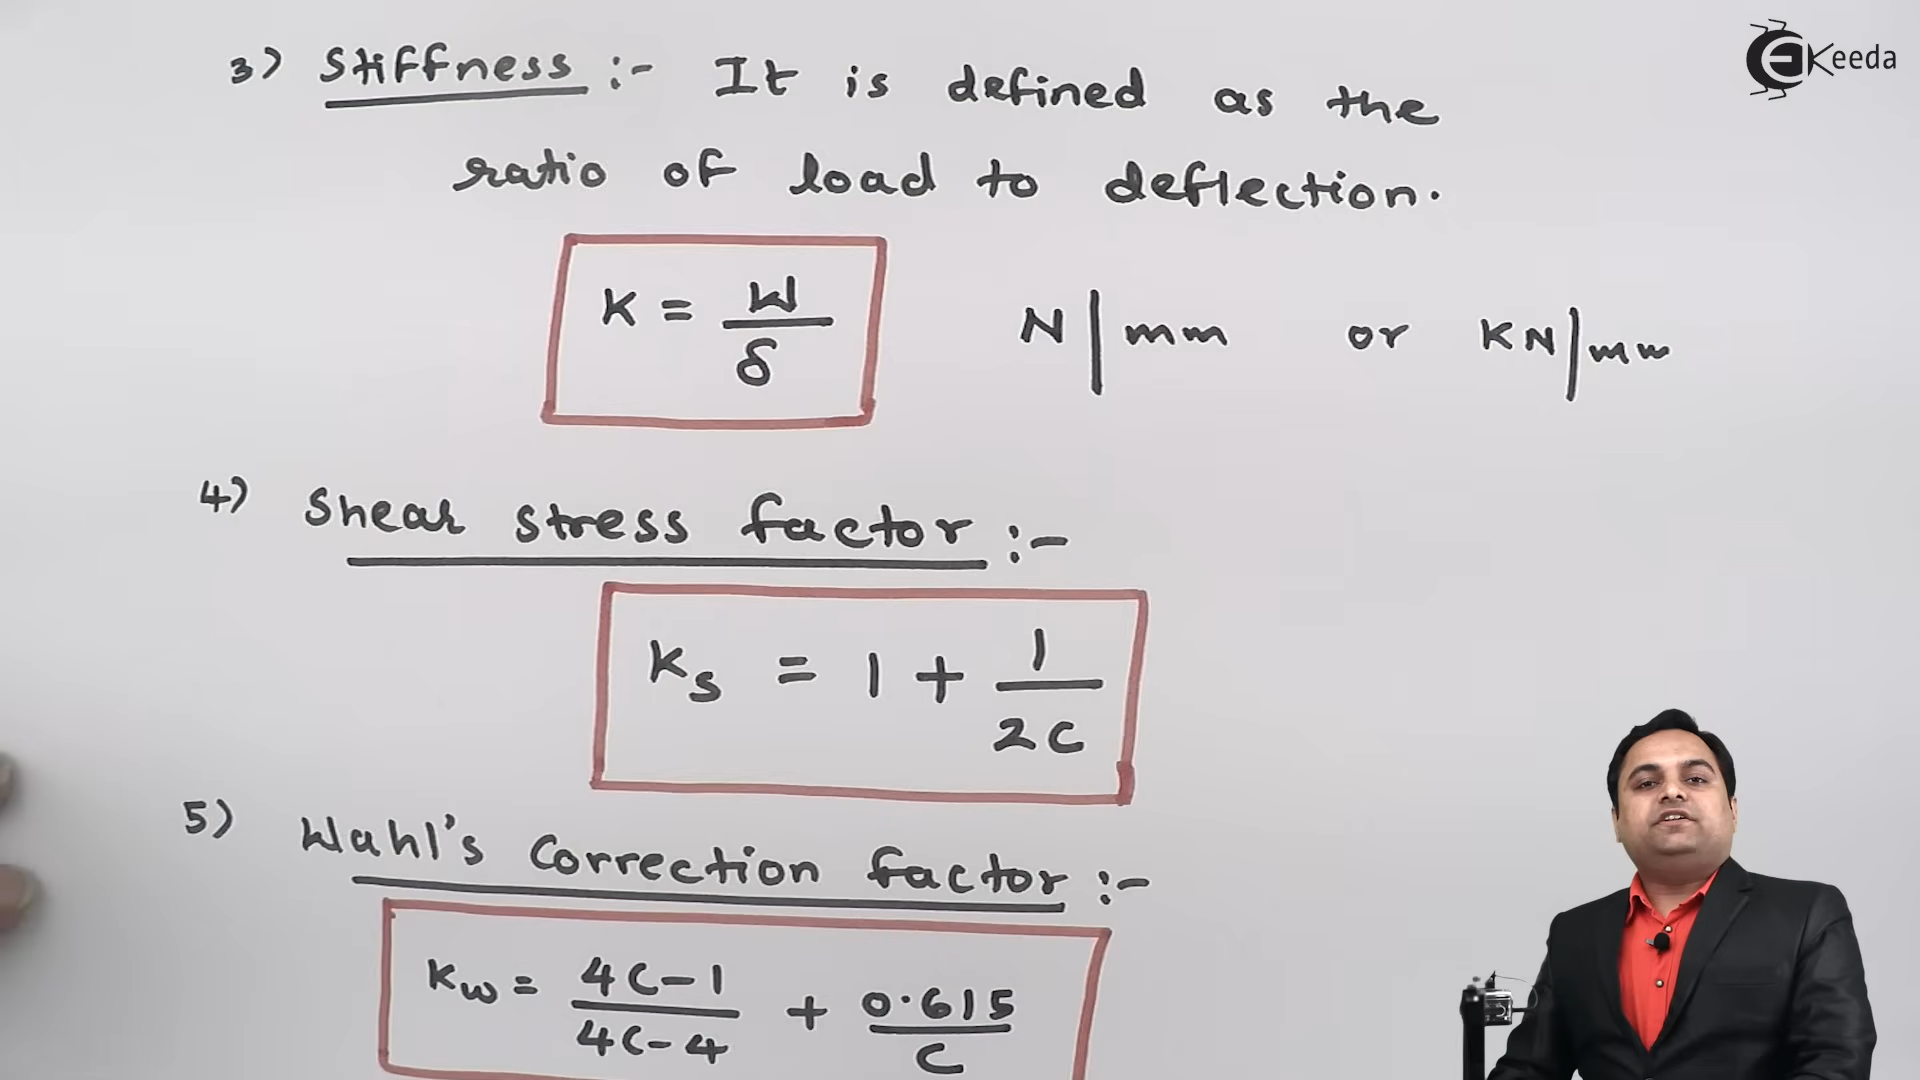 Ekeeda
3) Stiffness :- It is defined as the
ratio of load to deflection.
K = W/δ N/mm or KN/mm
4) Shear stress factor :-
Ks = 1 + 1/2C
5) Wahl's Correction factor :-
Kw = 4C-1/4C-4 + 0.615/C